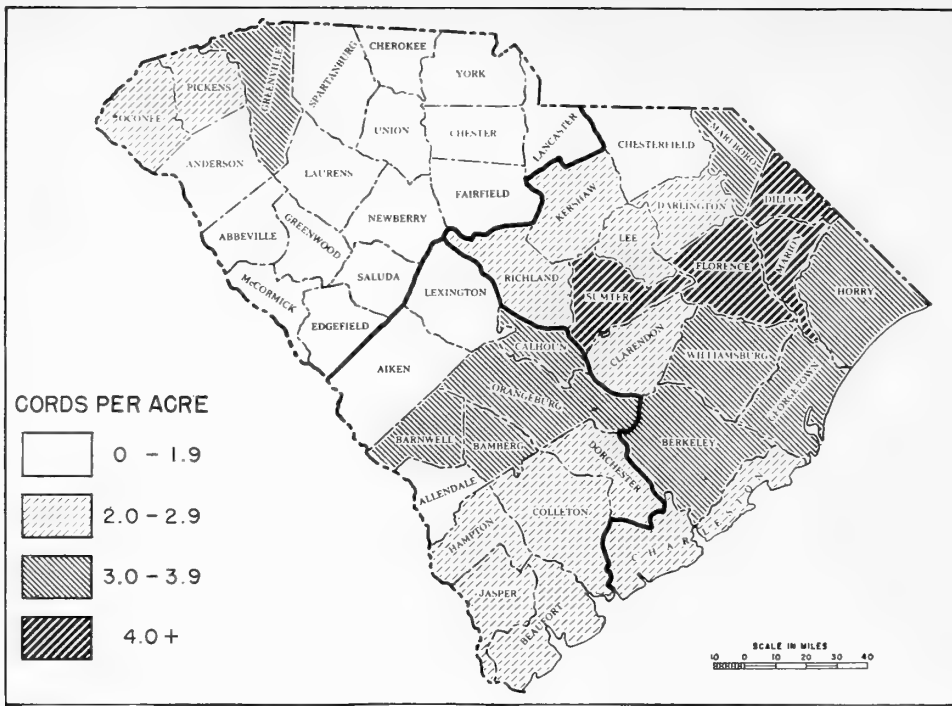 CHEROKEE
SPARTANBURG
YORK
GREENVILLE
PICKENS
OCONEE
UNION
CHESTER
LANCASTER
CHESTERFIELD
MARLBORO
ANDERSON
LAURENS
FAIRFIELD
KERSHAW
DARLINGTON
DILLON
NEWBERRY
ABBEVILLE
GREENWOOD
LEE
FLORENCE
MARION
SALUDA
RICHLAND
HORRY
McCORMICK
LEXINGTON
SUMTER
EDGEFIELD
CALHOUN
CLARENDON
WILLIAMSBURG
AIKEN
ORANGEBURG
GEORGETOWN
BARNWELL
BAMBERG
BERKELEY
DORCHESTER
ALLENDALE
COLLETON
CHARLESTON
HAMPTON
JASPER
BEAUFORT
CORDS PER ACRE
0 - 1.9
2.0 - 2.9
3.0 - 3.9
4.0 +
SCALE IN MILES
10 0 10 20 30 40